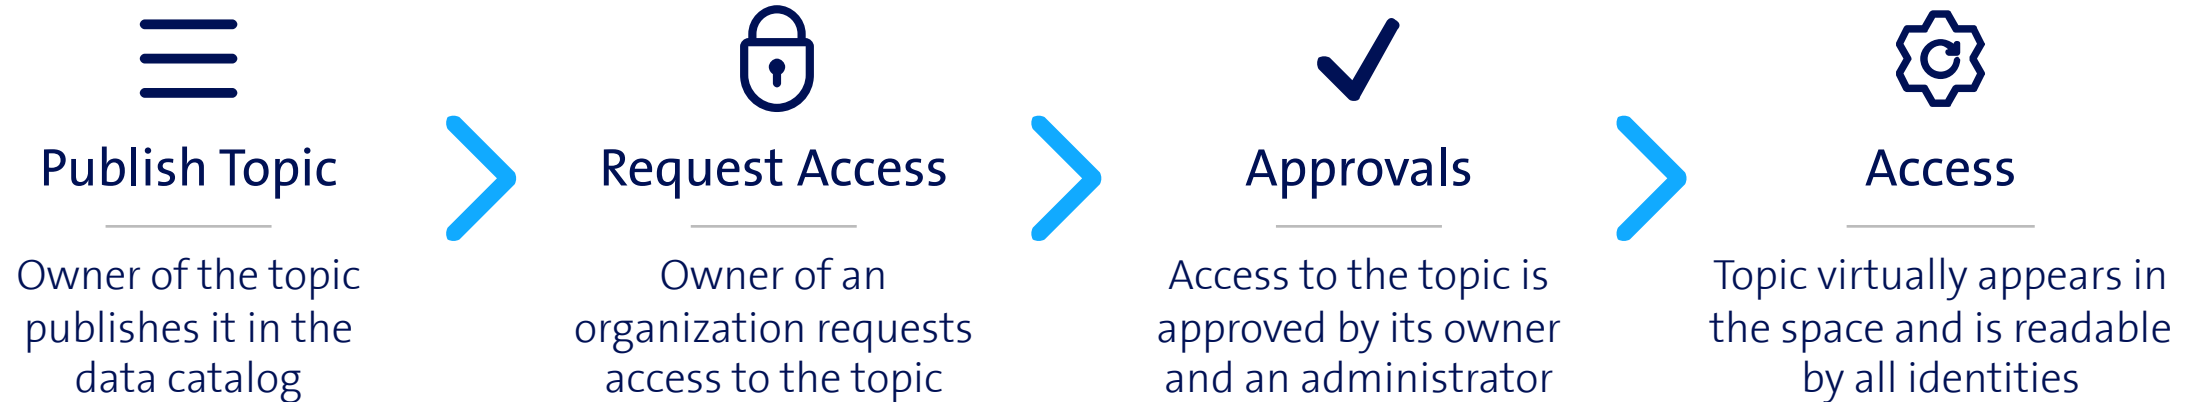 Publish Topic
Owner of the topic
publishes it in the
data catalog
Request Access
Owner of an
organization requests
access to the topic
Approvals
Access to the topic is
approved by its owner
and an administrator
Access
Topic virtually appears in
the space and is readable
by all identities